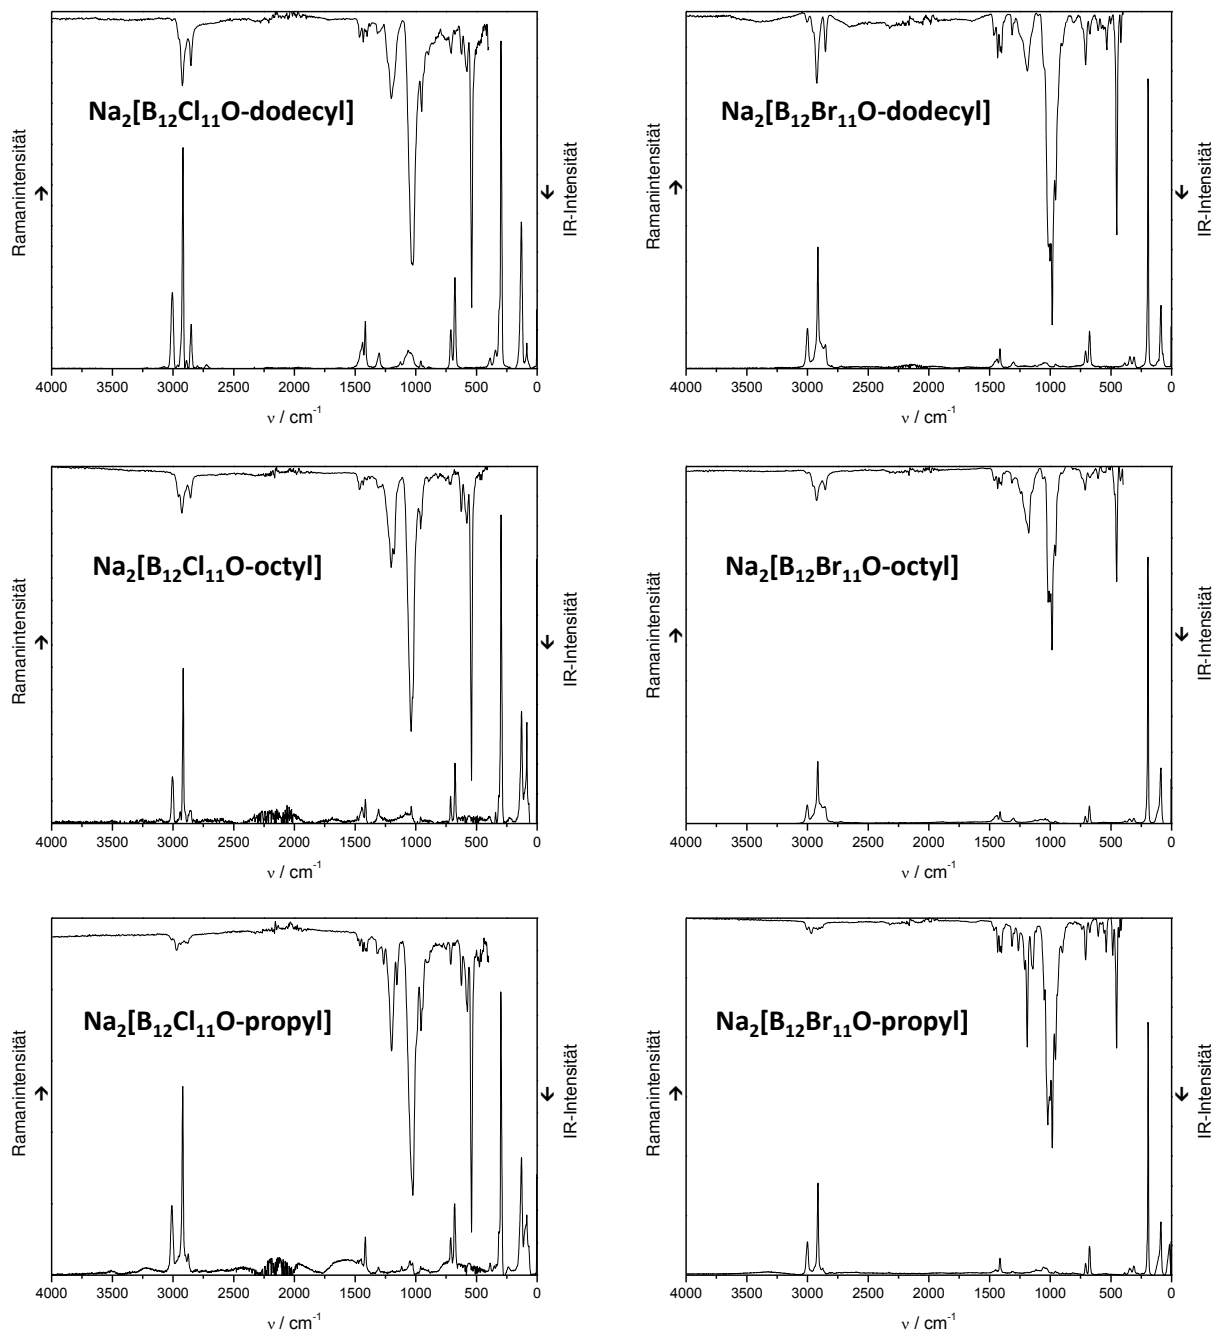 Na₂[B₁₂Cl₁₁O-dodecyl]
Ramanintensität →
IR-Intensität →
4000 3500 3000 2500 2000 1500 1000 500 0
ν / cm⁻¹
Na₂[B₁₂Br₁₁O-dodecyl]
Ramanintensität →
IR-Intensität →
4000 3500 3000 2500 2000 1500 1000 500 0
ν / cm⁻¹
Na₂[B₁₂Cl₁₁O-octyl]
Ramanintensität →
IR-Intensität →
4000 3500 3000 2500 2000 1500 1000 500 0
ν / cm⁻¹
Na₂[B₁₂Br₁₁O-octyl]
Ramanintensität →
IR-Intensität →
4000 3500 3000 2500 2000 1500 1000 500 0
ν / cm⁻¹
Na₂[B₁₂Cl₁₁O-propyl]
Ramanintensität →
IR-Intensität →
4000 3500 3000 2500 2000 1500 1000 500 0
ν / cm⁻¹
Na₂[B₁₂Br₁₁O-propyl]
Ramanintensität →
IR-Intensität →
4000 3500 3000 2500 2000 1500 1000 500 0
ν / cm⁻¹